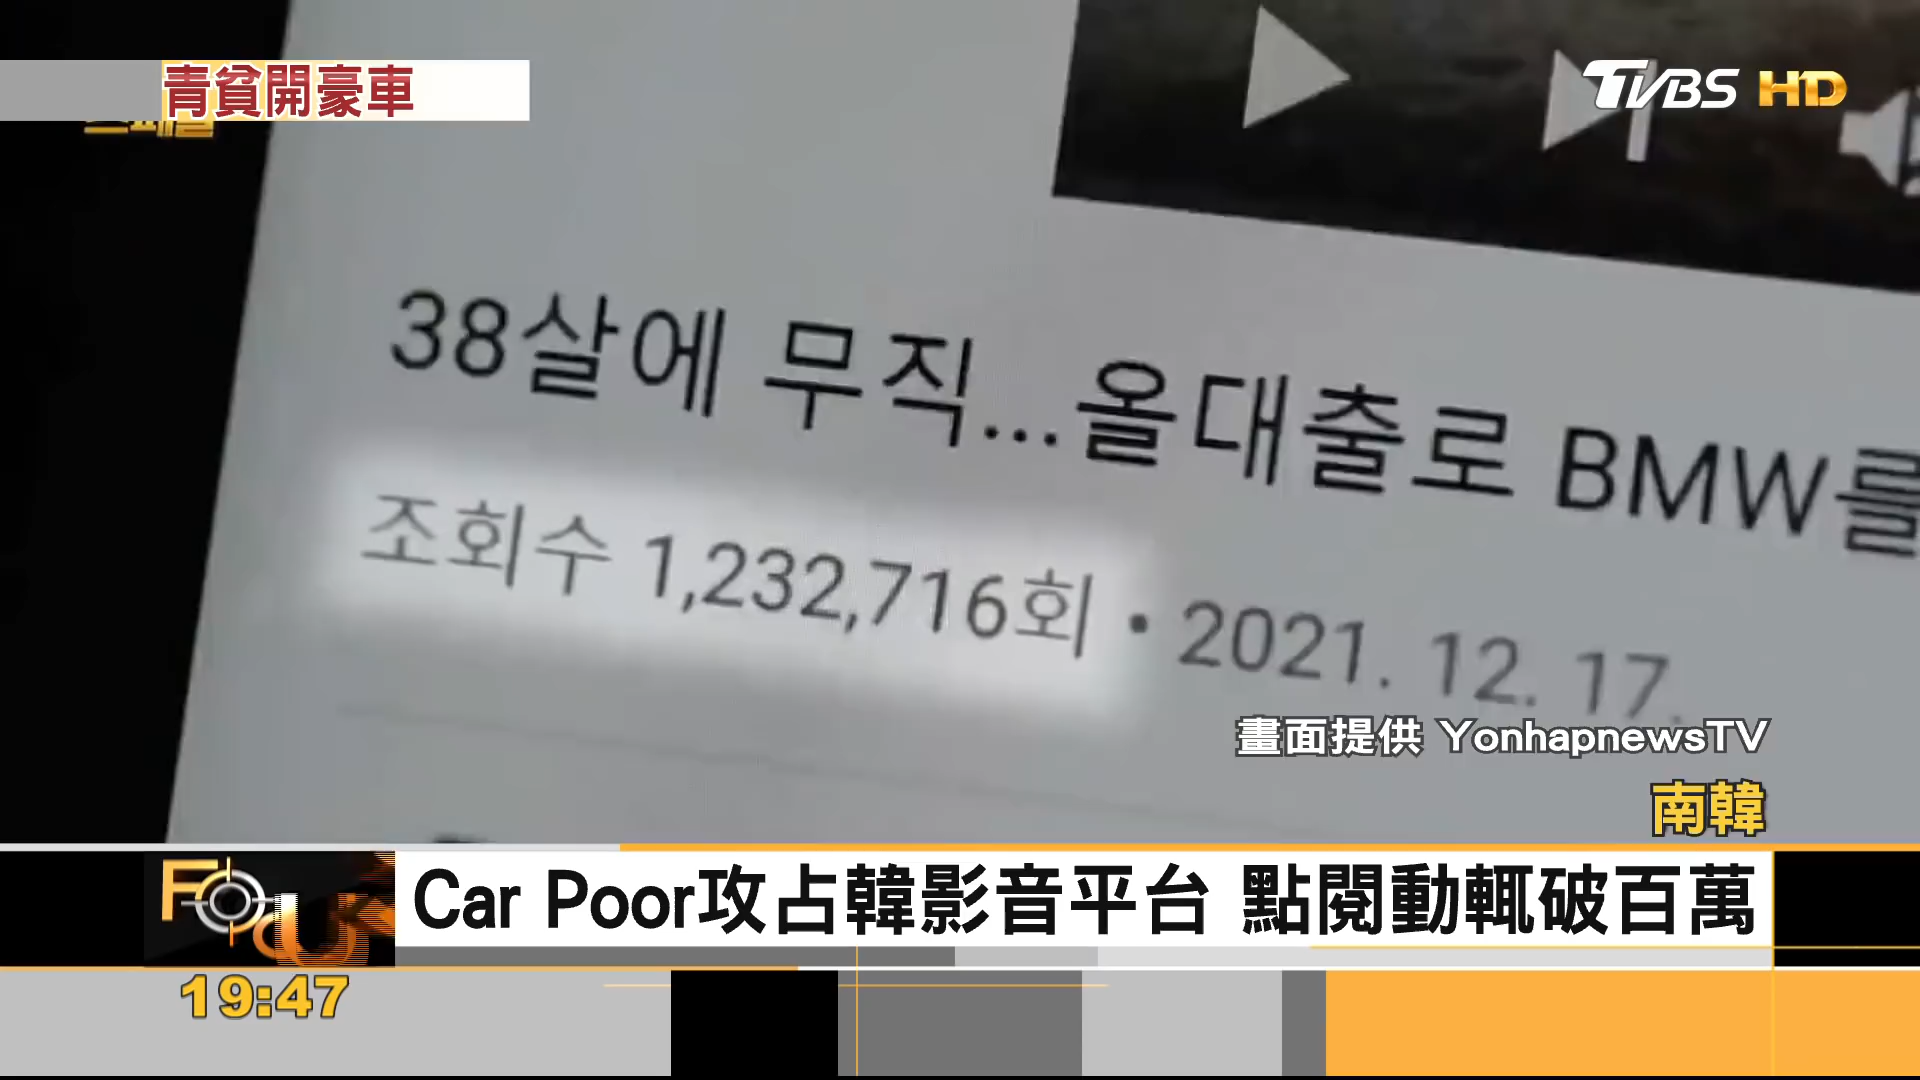 青貧開豪車
TVBS HD
38살에 무직...올대출로 BMW를
조회수 1,232,716회 • 2021. 12. 17.
畫面提供 YonhapnewsTV
南韓
FOCU
Car Poor攻占韓影音平台 點閱動輒破百萬
19:47